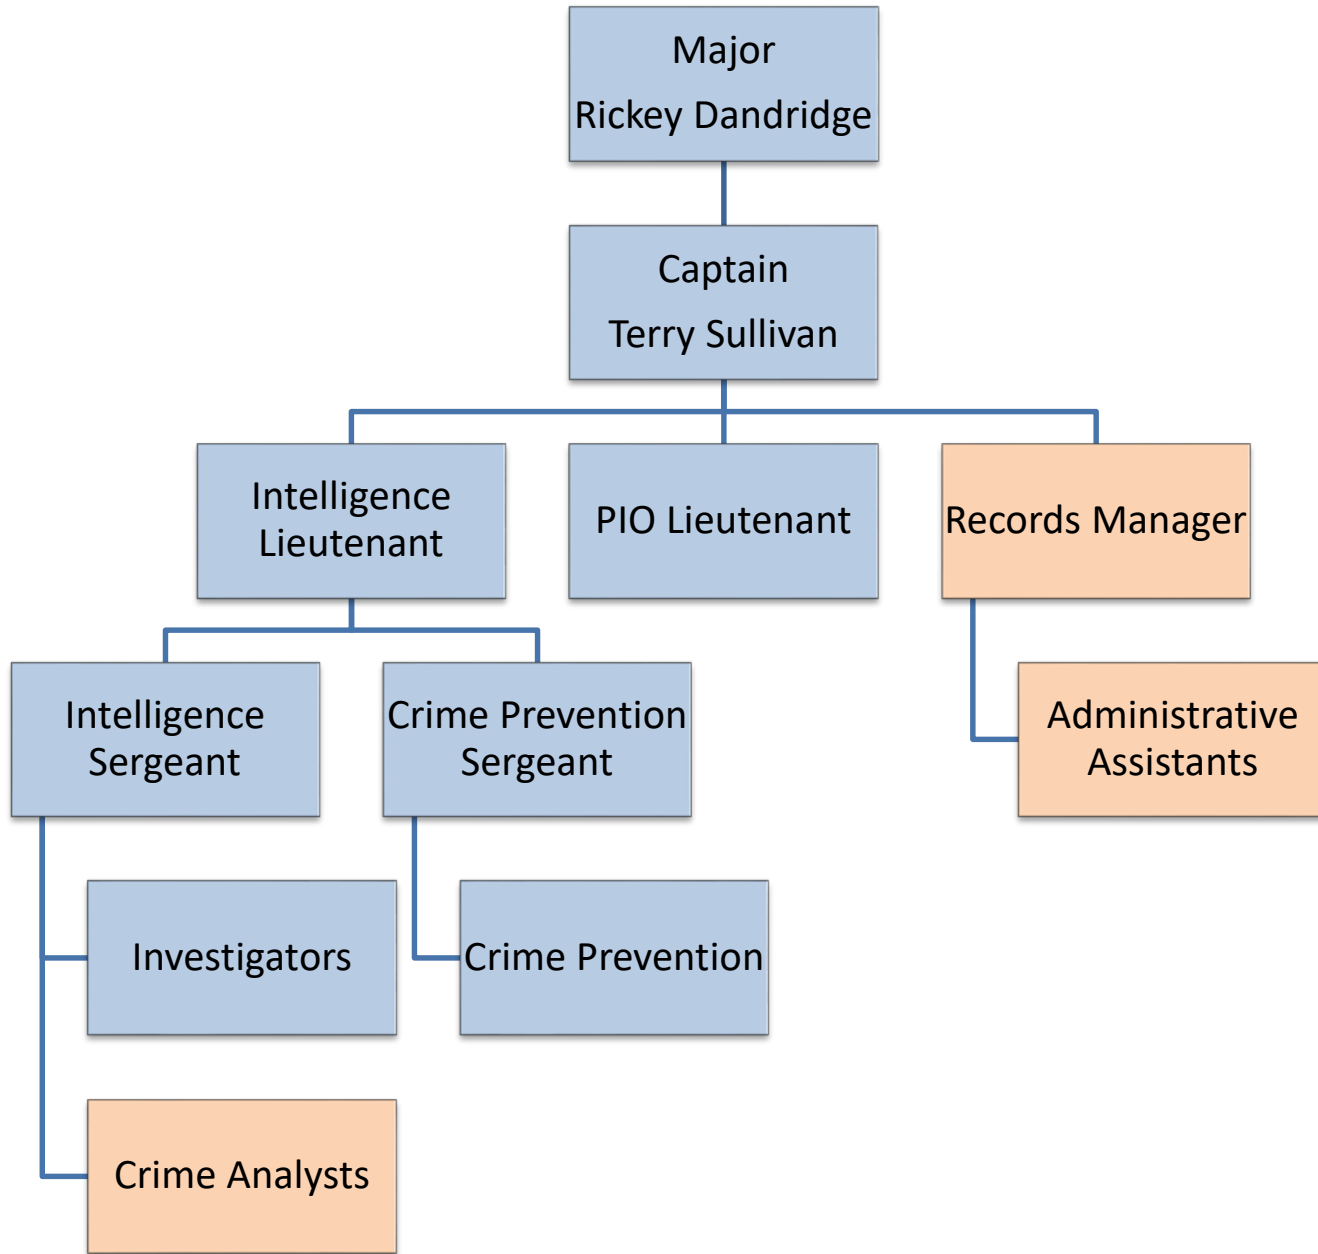 Major
Rickey Dandridge
Captain
Terry Sullivan
Intelligence
Lieutenant
PIO Lieutenant
Records Manager
Intelligence
Sergeant
Crime Prevention
Sergeant
Administrative
Assistants
Investigators
Crime Prevention
Crime Analysts